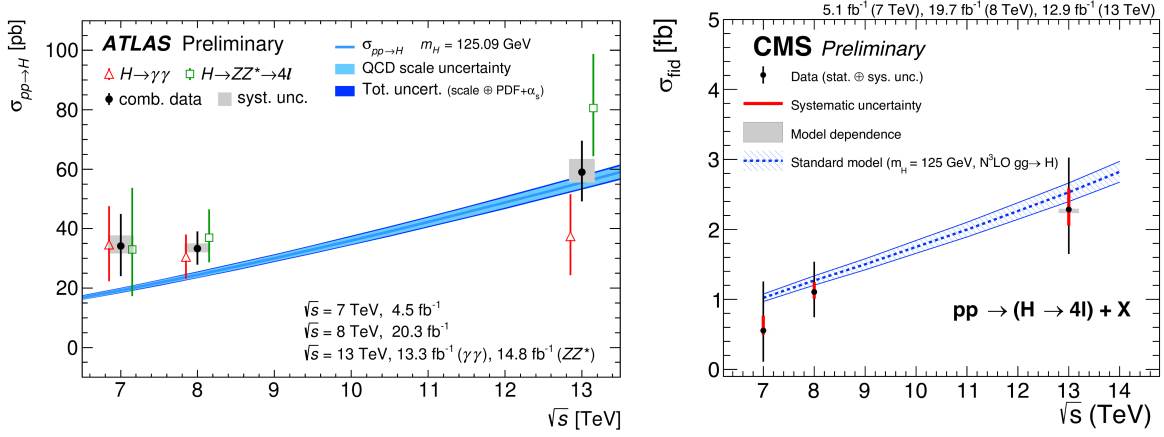 ATLAS Preliminary
H→γγ H→ZZ*→4l
comb. data syst. unc.
σpp→H mH = 125.09 GeV
QCD scale uncertainty
Tot. uncert. (scale ⊕ PDF+αs)
σpp→H [pb]
100
80
60
40
20
0
√s = 7 TeV, 4.5 fb⁻¹
√s = 8 TeV, 20.3 fb⁻¹
√s = 13 TeV, 13.3 fb⁻¹ (γγ), 14.8 fb⁻¹ (ZZ*)
7 8 9 10 11 12 13
√s [TeV]
5.1 fb⁻¹ (7 TeV), 19.7 fb⁻¹ (8 TeV), 12.9 fb⁻¹ (13 TeV)
CMS Preliminary
Data (stat. ⊕ sys. unc.)
Systematic uncertainty
Model dependence
Standard model (mH = 125 GeV, N³LO gg→ H)
σfid [fb]
5
4
3
2
1
0
pp → (H → 4l) + X
6 7 8 9 10 11 12 13 14
√s (TeV)